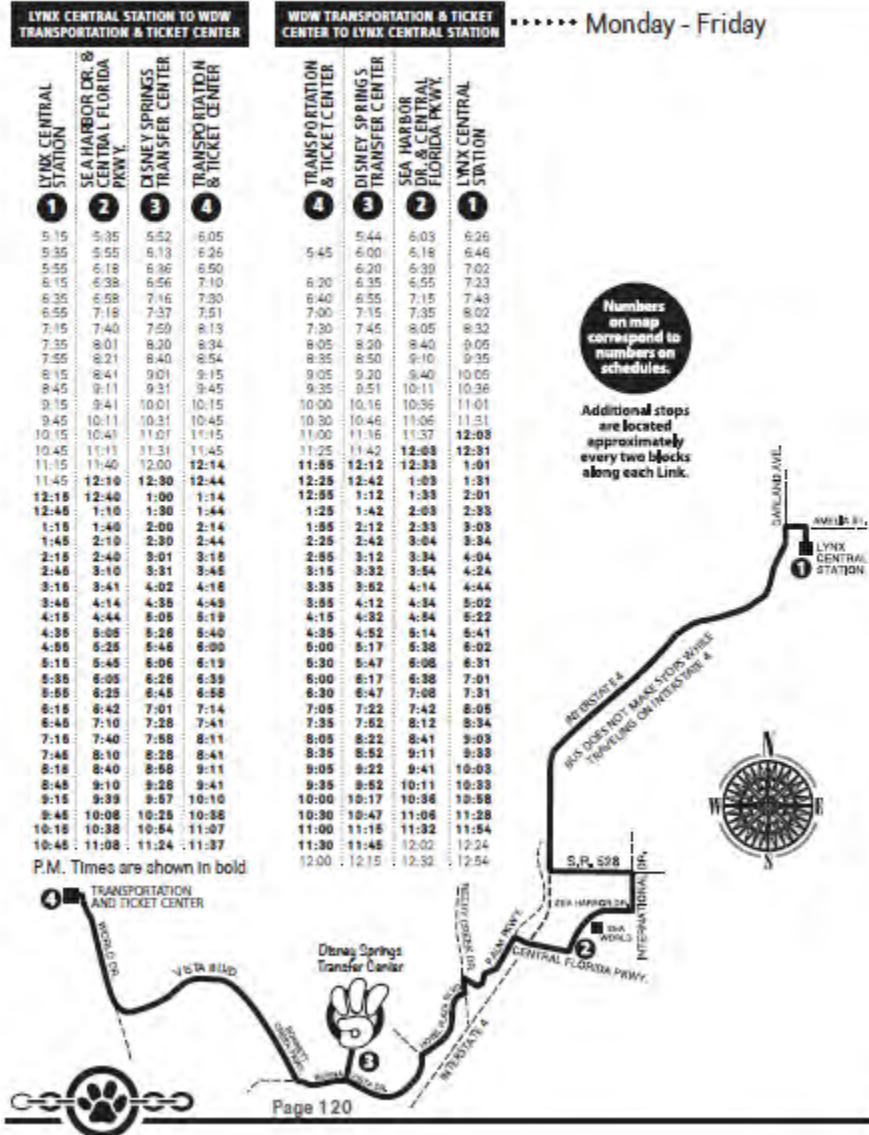 LYNX CENTRAL STATION TO WDW
TRANSPORTATION & TICKET CENTER
LYNX CENTRAL STATION
SEA HARBOR DR. & CENTRAL FLORIDA PKWY.
DISNEY SPRINGS TRANSFER CENTER
TRANSPORTATION & TICKET CENTER
1 2 3 4
5:15 5:35 5:52 6:05
5:35 5:55 6:13 6:26
5:55 6:18 6:36 6:50
6:15 6:38 6:56 7:10
6:35 6:58 7:16 7:30
6:55 7:18 7:37 7:51
7:15 7:40 7:59 8:13
7:35 8:01 8:20 8:34
7:55 8:21 8:40 8:54
8:15 8:41 9:01 9:15
8:45 9:11 9:31 9:45
9:15 9:41 10:01 10:15
9:45 10:11 10:31 10:45
10:15 10:41 11:01 11:15
10:45 11:11 11:31 11:45
11:15 11:40 12:00 12:14
11:45 12:10 12:30 12:44
12:15 12:40 1:00 1:14
12:45 1:10 1:30 1:44
1:15 1:40 2:00 2:14
1:45 2:10 2:30 2:44
2:15 2:40 3:01 3:16
2:45 3:10 3:31 3:46
3:15 3:41 4:02 4:16
3:45 4:14 4:35 4:49
4:15 4:44 5:05 5:19
4:35 5:05 5:26 5:40
4:55 5:25 5:46 6:00
5:15 5:45 6:06 6:19
5:35 6:05 6:26 6:39
5:55 6:25 6:45 6:58
6:15 6:42 7:01 7:14
6:45 7:10 7:28 7:41
7:15 7:40 7:58 8:11
7:45 8:10 8:28 8:41
8:15 8:40 8:58 9:11
8:45 9:10 9:28 9:41
9:15 9:39 9:57 10:10
9:45 10:08 10:25 10:38
10:15 10:38 10:54 11:07
10:45 11:08 11:24 11:37
P.M. Times are shown in bold
WDW TRANSPORTATION & TICKET
CENTER TO LYNX CENTRAL STATION
TRANSPORTATION & TICKET CENTER
DISNEY SPRINGS TRANSFER CENTER
SEA HARBOR DR. & CENTRAL FLORIDA PKWY.
LYNX CENTRAL STATION
4 3 2 1
5:44 6:03 6:26
5:45 6:00 6:18 6:46
6:20 6:39 7:02
6:20 6:35 6:55 7:23
6:40 6:55 7:15 7:43
7:00 7:15 7:35 8:02
7:30 7:45 8:05 8:32
8:05 8:20 8:40 9:05
8:35 8:50 9:10 9:35
9:05 9:20 9:40 10:05
9:35 9:51 10:11 10:36
10:00 10:16 10:36 11:01
10:30 10:46 11:06 11:31
11:00 11:16 11:37 12:03
11:25 11:42 12:03 12:31
11:55 12:12 12:33 1:01
12:25 12:42 1:03 1:31
12:55 1:12 1:33 2:01
1:25 1:42 2:03 2:33
1:55 2:12 2:33 3:03
2:25 2:42 3:04 3:34
2:55 3:12 3:34 4:04
3:15 3:32 3:54 4:24
3:35 3:52 4:14 4:44
3:55 4:12 4:34 5:02
4:15 4:32 4:54 5:22
4:35 4:52 5:14 5:41
5:00 5:17 5:38 6:02
5:30 5:47 6:08 6:31
6:00 6:17 6:38 7:01
6:30 6:47 7:08 7:31
7:05 7:22 7:42 8:05
7:35 7:52 8:12 8:34
8:05 8:22 8:41 9:03
8:35 8:52 9:11 9:33
9:05 9:22 9:41 10:03
9:35 9:52 10:11 10:33
10:00 10:17 10:36 10:58
10:30 10:47 11:06 11:28
11:00 11:15 11:32 11:54
11:30 11:45 12:02 12:24
12:00 12:15 12:32 12:54
Monday - Friday
Numbers
on map
correspond to
numbers on
schedules.
Additional stops
are located
approximately
every two blocks
along each Link.
GARLAND AVE.
AMELIA ST.
1
LYNX
CENTRAL
STATION
INTERSTATE 4
BUS DOES NOT MAKE STOPS WHILE
TRAVELING ON INTERSTATE 4
N
W E
S
S.R. 528
INTERNATIONAL DR.
SEA HARBOR DR.
SEA
WORLD
2
CENTRAL FLORIDA PKWY.
PALM PKWY.
INTERSTATE 4
4 TRANSPORTATION
AND TICKET CENTER
WORLD DR.
VISTA BLVD
Disney Springs
Transfer Center
3
Page 120